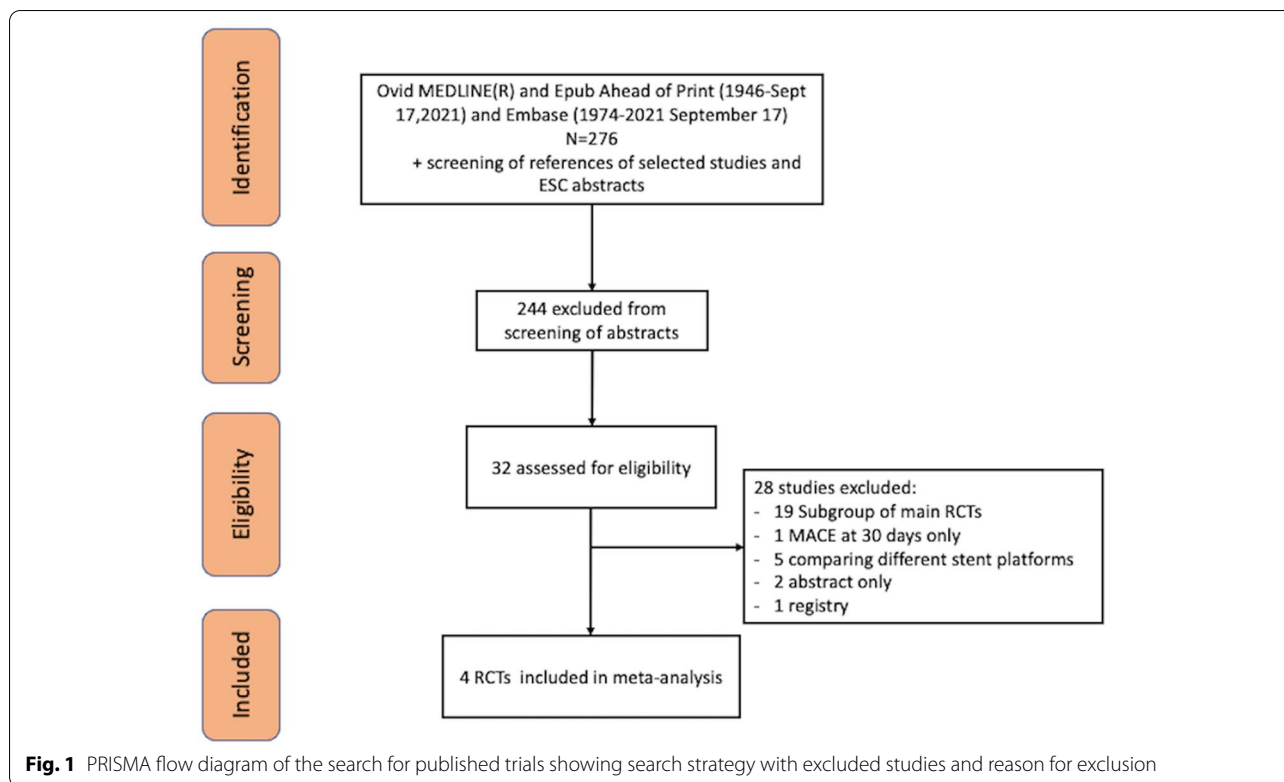 Identification
Ovid MEDLINE(R) and Epub Ahead of Print (1946-Sept
17,2021) and Embase (1974-2021 September 17)
N=276
+ screening of references of selected studies and
ESC abstracts
Screening
244 excluded from
screening of abstracts
Eligibility
32 assessed for eligibility
28 studies excluded:
- 19 Subgroup of main RCTs
- 1 MACE at 30 days only
- 5 comparing different stent platforms
- 2 abstract only
- 1 registry
Included
4 RCTs included in meta-analysis
Fig. 1 PRISMA flow diagram of the search for published trials showing search strategy with excluded studies and reason for exclusion